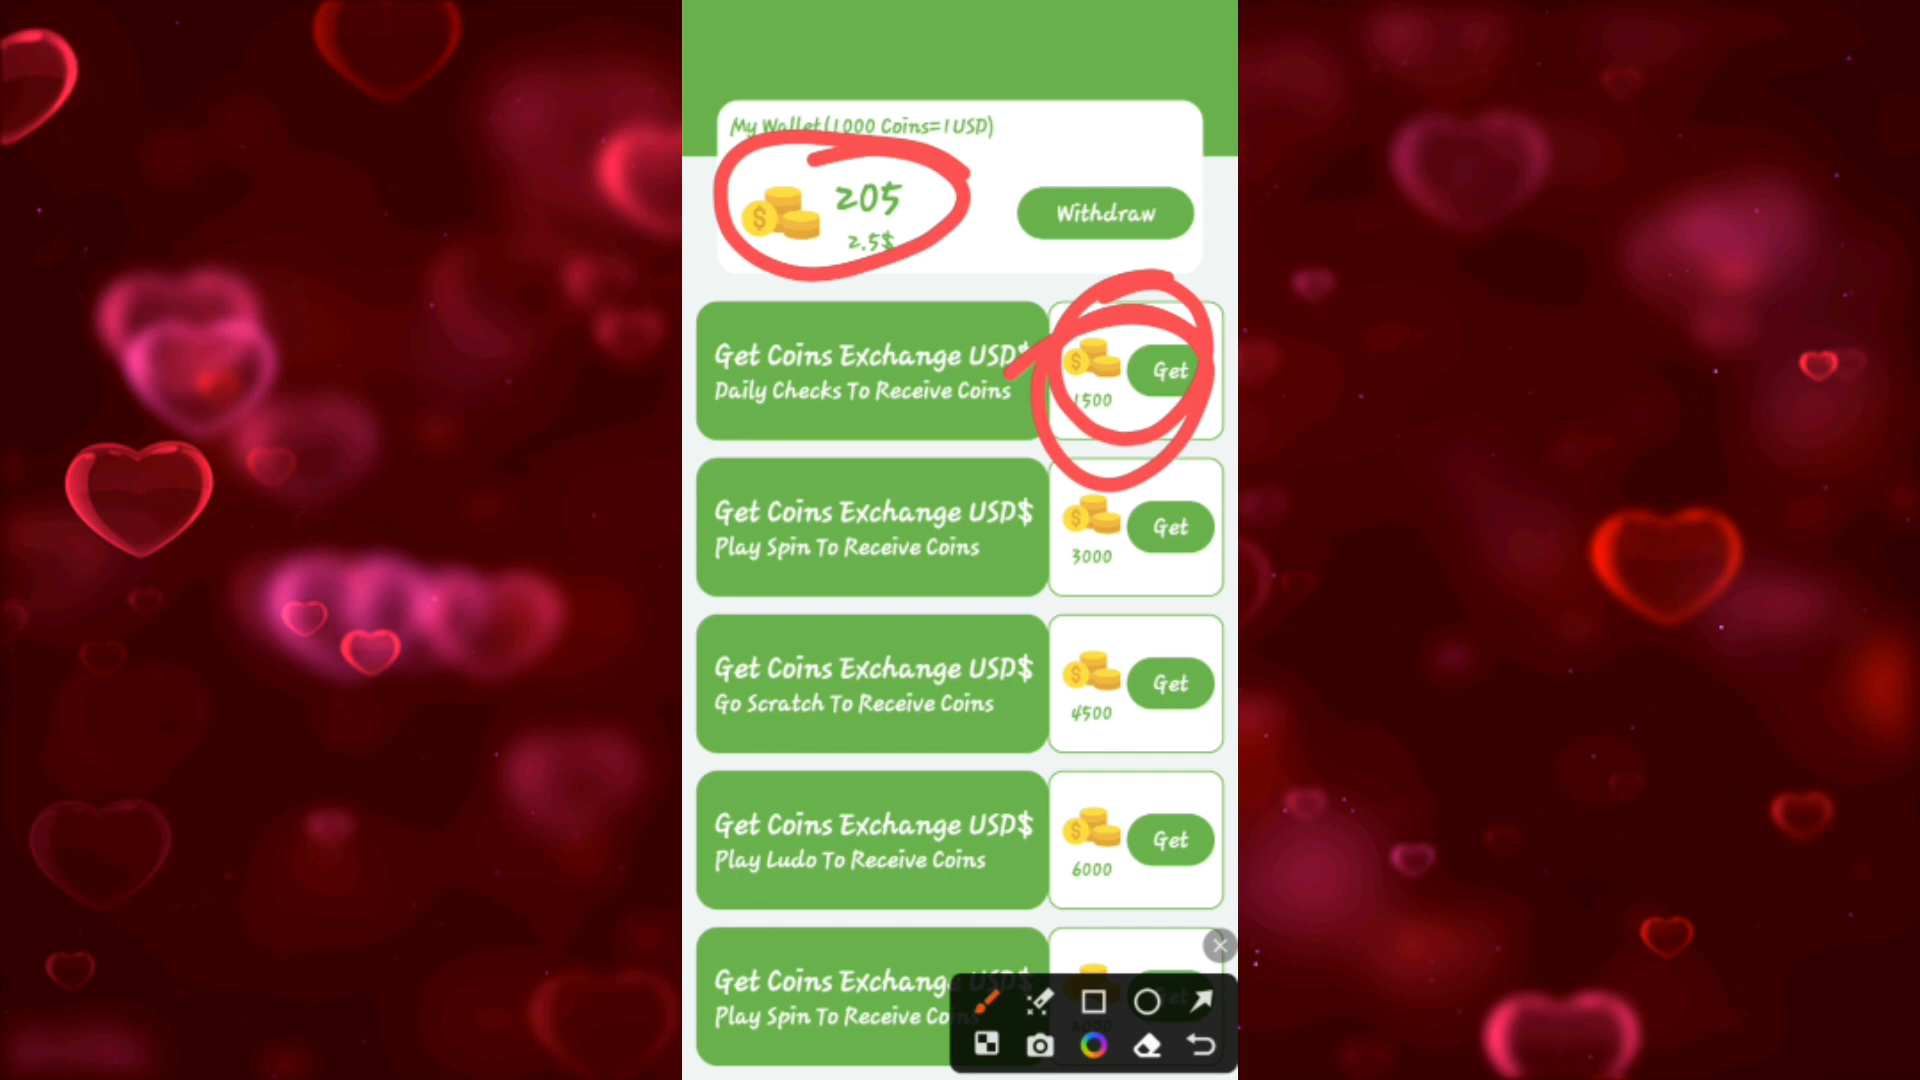 My Wallet(1000 Coins=1USD)
205
2.5$
Withdraw
Get Coins Exchange USD$
Daily Checks To Receive Coins
Get
1500
Get Coins Exchange USD$
Play Spin To Receive Coins
Get
3000
Get Coins Exchange USD$
Go Scratch To Receive Coins
Get
4500
Get Coins Exchange USD$
Play Ludo To Receive Coins
Get
6000
Get Coins Exchange USD$
Play Spin To Receive Coins